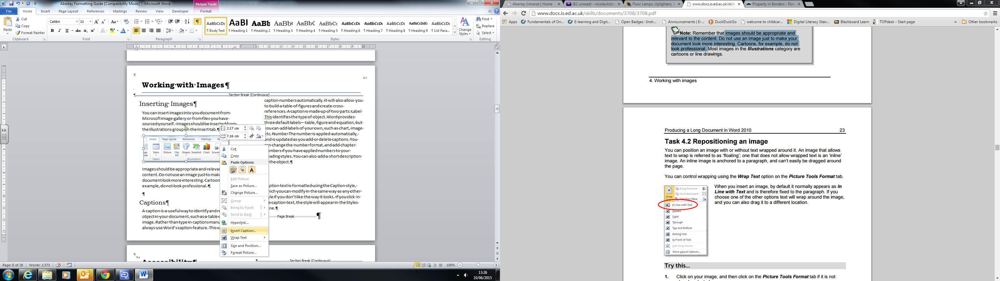 Abertay Formatting Guide [Compatibility Mode] - Microsoft Word
Picture Tools
File Home Insert Page Layout References Mailings Review View Developer Format
Paste
Cut
Copy
Format Painter
Clipboard
Calibri 11
Font
Paragraph
AaBbCcDc AaBl AaBb AaBbC AaBbCc AaBbCc AaBbCcDc AaBbCcDc AaBbCcDc AaBbCcDdEe AaBbCcDc
¶ Body Text ¶ Heading 1 ¶ Heading 2 ¶ Heading 3 ¶ Heading 4 ¶ Heading 5 ¶ Heading 6 ¶ Heading 7 ¶ Heading 8 ¶ Heading 9 ¶ List Para...
Styles
Change Styles
Find
Replace
Select
Editing
Working with Images¶
Section Break (Continuous)
Inserting Images¶
You can insert images into you document from
Microsoft image gallery or from files you have
sourced yourself. Images should be inserted from
the Illustrations group on the Insert tab.¶
Insert Page Layout References Mailings
Table Picture Clip Art Shapes SmartArt Chart Screen
Tables Illustrations
Images should be appropriate and relevan
content. Do not use an image just to make
document look more interesting. Cartoon
example, do not look professional.¶
¶
Captions¶
A caption is a useful way to identify and re
object in your document, such as a table o
image. Rather than type in captions manu
always use Word's caption feature. This w
caption numbers automatically. It will also allow you
to build a table of figures and create cross-
references. A caption is made up of two parts: Label
This identifies the type of object. Word provides
three default labels – table, figure and equation, but
you can add labels of your own, such as chart, image
etc. Number The number is applied automatically,
and is updated as you add or delete captions. You
can change the number format, and add chapter
numbers if you have applied numbers to your
eading styles. You can also add a short description
the object.¶
ption text is formatted using the Caption style,
hich you can modify in the same way as any other
yle if you don't like the way it looks. If you click in
e caption text, the style will appear in the Styles
ne.¶
Page Break¶
2.17 cm
7.16 cm
Cut
Copy
Paste Options:
Edit Picture
Save as Picture...
Change Picture...
Group
Bring to Front
Send to Back
Hyperlink...
Insert Caption...
Wrap Text
Size and Position...
Format Picture...
Accessibility¶
Section Break (Continuous)
Page: 8 of 28 Words: 2,573
100%
13:26
10/06/2015
Abertay Intranet | Home
(82 unread) - nicola.mcbri
Floor Lamps. Uplighters,
www.docs.is.ed.ac.uk/skill
Property in Borders - Flat
www.docs.is.ed.ac.uk/skills/documents/3708/3708.pdf
Apps Fundamentals of On... E-learning and Digit... Open Badges : Instr... Announcements | E-... DuckDuckGo welcome to childcar... Digital Literacy Stan... Blackboard Learn TOPdesk - Start page » Other bookmarks
Note: Remember that images should be appropriate and
relevant to the content. Do not use an image just to make your
document look more interesting. Cartoons, for example, do not
look professional. Most images in the Illustrations category are
cartoons or line drawings.
4. Working with images
Producing a Long Document in Word 2010 23
Task 4.2 Repositioning an image
You can position an image with or without text wrapped around it. An image that allows
text to wrap is referred to as 'floating'; one that does not allow wrapped text is an 'inline'
image. An inline image is anchored to a paragraph, and can't easily be dragged around
the page.
You can control wrapping using the Wrap Text option on the Picture Tools Format tab.
Bring Forward
Send Backward
Wrap Selection Pane
In Line with Text
Square
Tight
Through
Top and Bottom
Behind Text
In Front of Text
Edit Wrap Points
More Layout Options...
When you insert an image, by default it normally appears as In
Line with Text and is therefore fixed to the paragraph. If you
choose one of the other options text will wrap around the image,
and you can also drag it to a different location.
Try this...
1. Click on your image, and then click on the Picture Tools Format tab if it is not